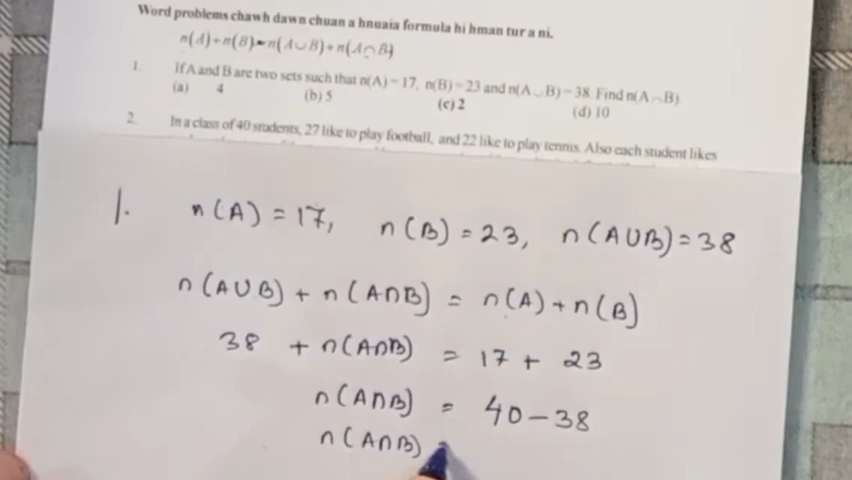 Word problems chawh dawn chuan a hnuaia formula hi hman tur a ni.
n(A)+n(B)=n(A∪B)+n(A∩B)
1. If A and B are two sets such that n(A)=17, n(B)=23 and n(A∪B)=38. Find n(A∩B)
(a) 4 (b) 5 (c) 2 (d) 10
2. In a class of 40 students, 27 like to play football, and 22 like to play tennis. Also each student likes
1. n(A)=17, n(B)=23, n(A∪B)=38
n(A∪B) + n(A∩B) = n(A) + n(B)
38 + n(A∩B) = 17 + 23
n(A∩B) = 40-38
n(A∩B) =